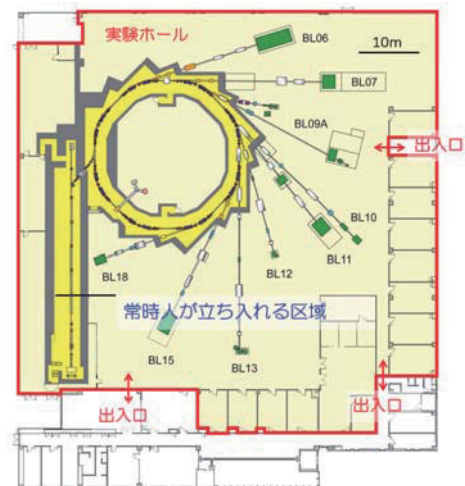 実験ホール
BL06
10m
BL07
BL09A
出入口
BL10
BL11
BL12
BL18
常時人が立ち入れる区域
BL15
BL13
出入口
出入口